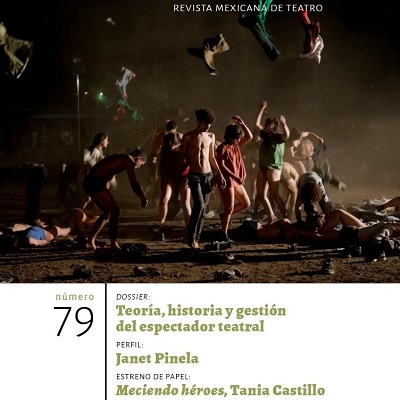 REVISTA MEXICANA DE TEATRO
número
79
DOSSIER:
Teoría, historia y gestión
del espectador teatral
PERFIL:
Janet Pinela
ESTRENO DE PAPEL:
Meciendo héroes, Tania Castillo